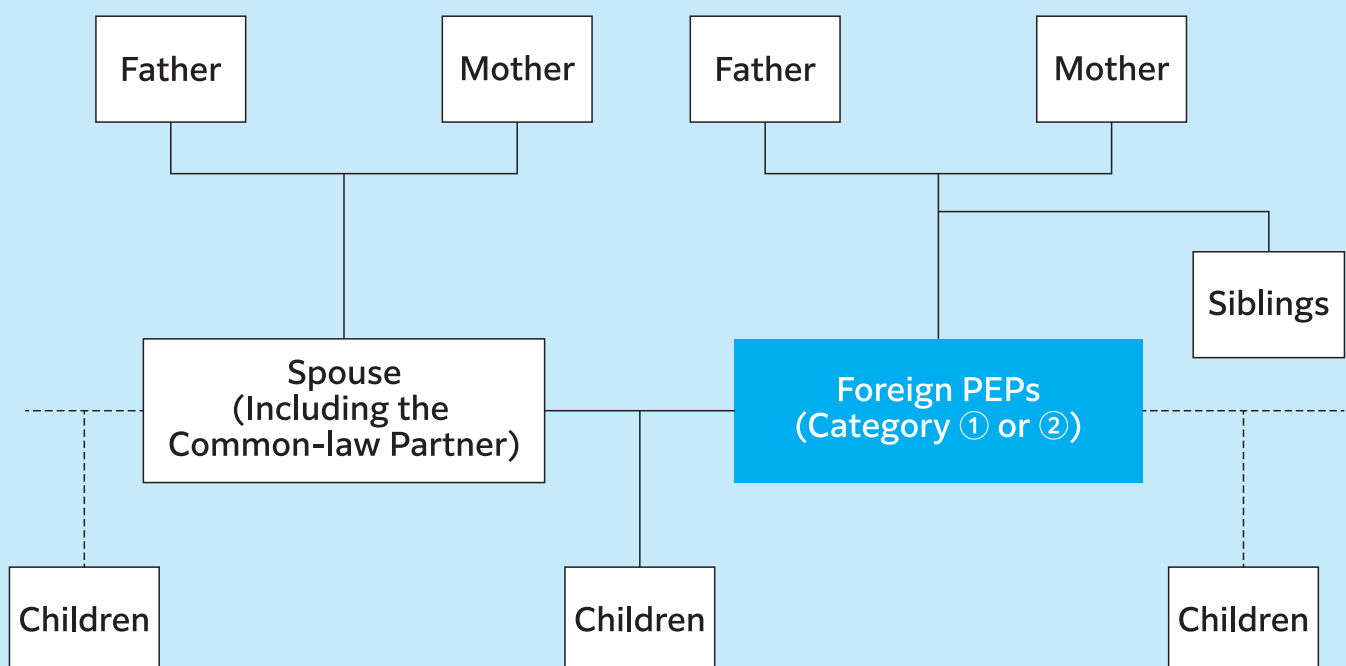 Father
Mother
Father
Mother
Siblings
Spouse
(Including the
Common-law Partner)
Foreign PEPs
(Category ① or ②)
Children
Children
Children